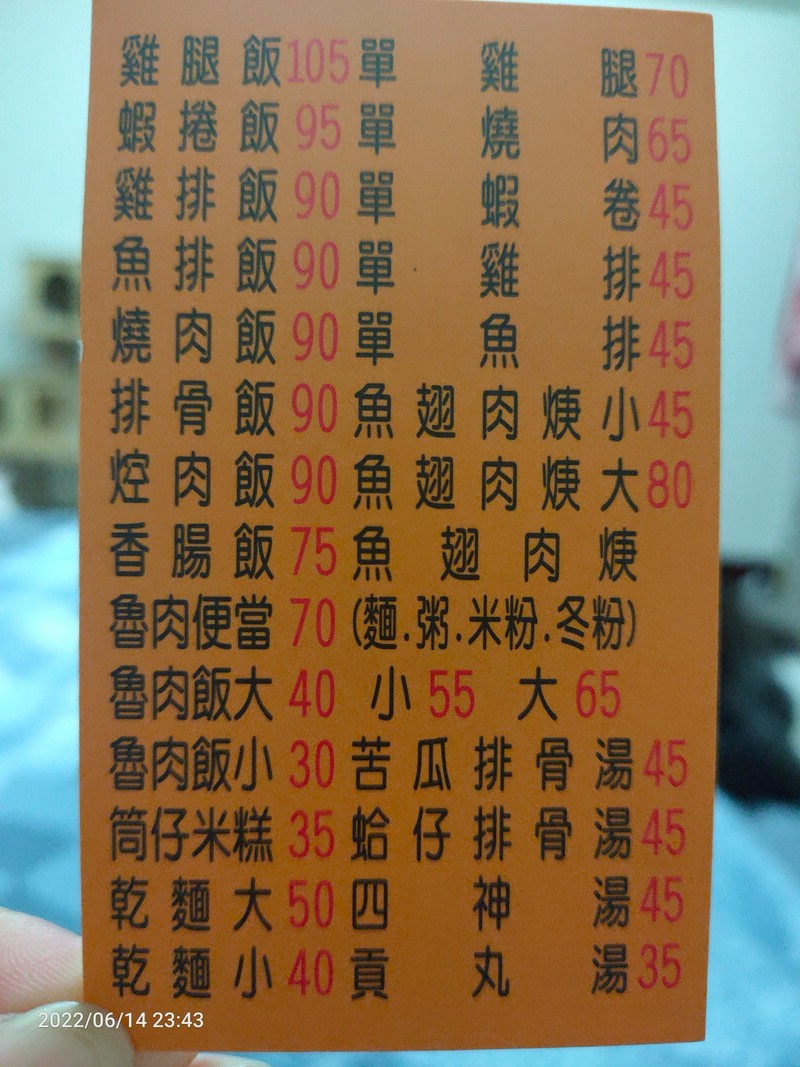 雞腿飯105
蝦捲飯95
雞排飯90
魚排飯90
燒肉飯90
排骨飯90
焢肉飯90
香腸飯75
魯肉便當70
魯肉飯大40
魯肉飯小30
筒仔米糕35
乾麵大50
乾麵小40
單雞腿70
單燒肉65
單蝦卷45
單雞排45
單魚排45
魚翅肉焿小45
魚翅肉焿大80
魚翅肉焿
(麵.粥.米粉.冬粉)
小55 大65
苦瓜排骨湯45
蛤仔排骨湯45
四神湯45
貢丸湯35
2022/06/14 23:43